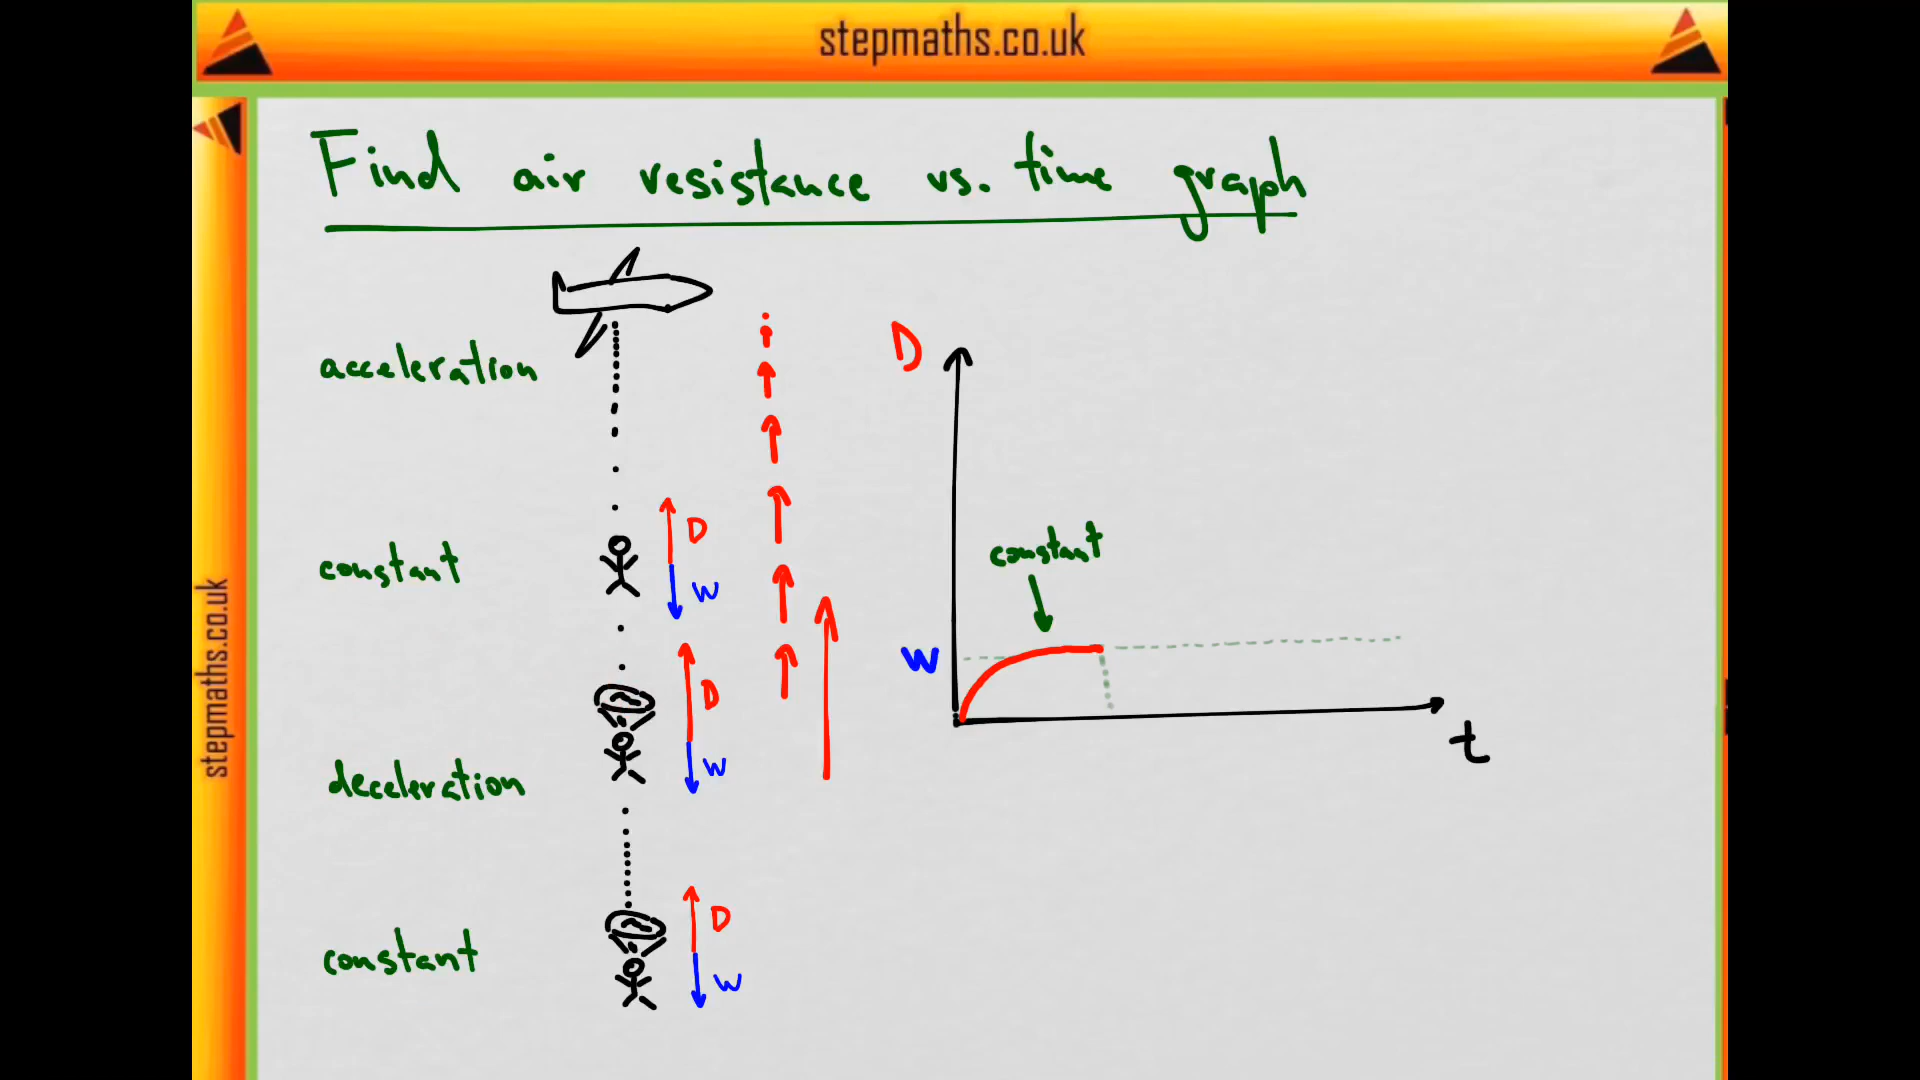 stepmaths.co.uk
stepmaths.co.uk
Find air resistance vs. time graph
acceleration
D
D
constant
constant
W
W
D
W
t
deceleration
W
D
constant
W